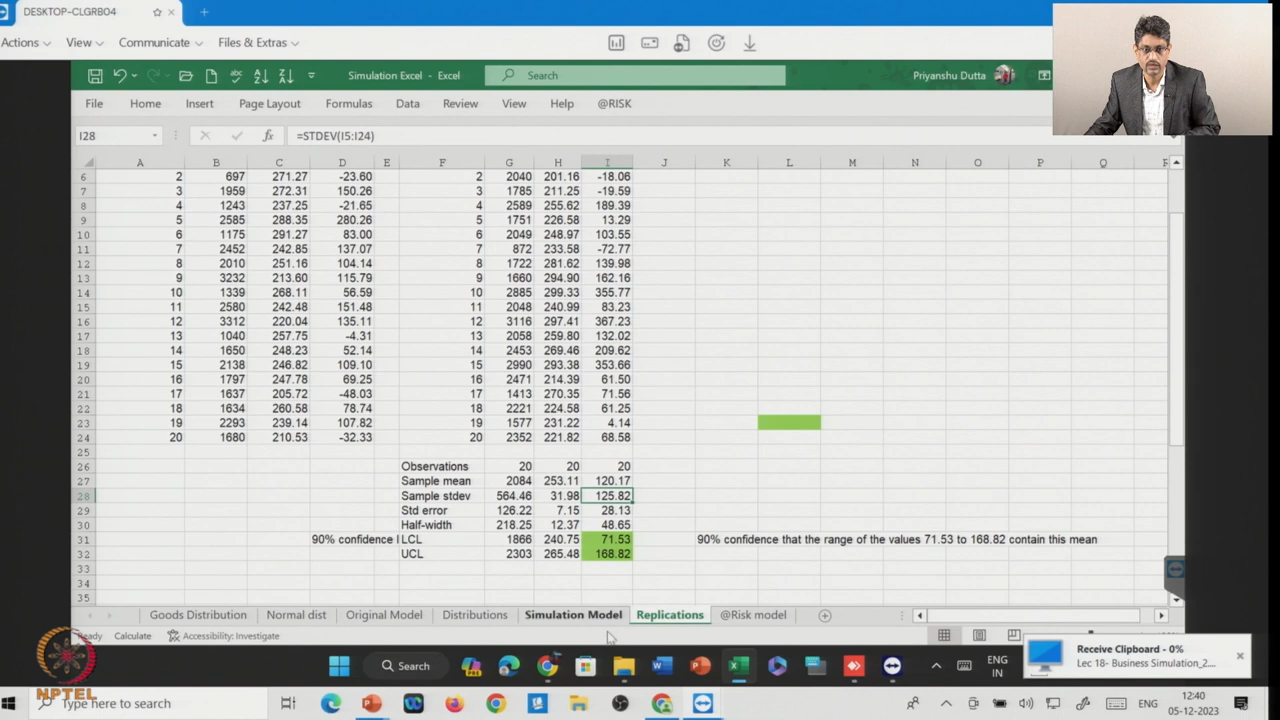 DESKTOP-CLGRB04
Actions View Communicate Files & Extras
Simulation Excel - Excel Search Priyanshu Dutta
File Home Insert Page Layout Formulas Data Review View Help @RISK
I28 fx =STDEV(I5:I24)
A B C D E F G H I J K L M N O P Q
6 2 697 271.27 -23.60 2 2040 201.16 -18.06
7 3 1959 272.31 150.26 3 1785 211.25 -19.59
8 4 1243 237.25 -21.65 4 2589 255.62 189.39
9 5 2585 288.35 280.26 5 1751 226.58 13.29
10 6 1175 291.27 83.00 6 2049 248.97 103.55
11 7 2452 242.85 137.07 7 872 233.58 -72.77
12 8 2010 251.16 104.14 8 1722 281.62 139.98
13 9 3232 213.60 115.79 9 1660 294.90 162.16
14 10 1339 268.11 56.59 10 2885 299.33 355.77
15 11 2580 242.48 151.48 11 2048 240.99 83.23
16 12 3312 220.04 135.11 12 3116 297.41 367.23
17 13 1040 257.75 -4.31 13 2058 259.80 132.02
18 14 1650 248.23 52.14 14 2453 269.46 209.62
19 15 2138 246.82 109.10 15 2990 293.38 353.66
20 16 1797 247.78 69.25 16 2471 214.39 61.50
21 17 1637 205.72 -48.03 17 1413 270.35 71.56
22 18 1634 260.58 78.74 18 2221 224.58 61.25
23 19 2293 239.14 107.82 19 1577 231.22 4.14
24 20 1680 210.53 -32.33 20 2352 221.82 68.58
25
26 Observations 20 20 20
27 Sample mean 2084 253.11 120.17
28 Sample stdev 564.46 31.98 125.82
29 Std error 126.22 7.15 28.13
30 Half-width 218.25 12.37 48.65
31 90% confidence l LCL 1866 240.75 71.53 90% confidence that the range of the values 71.53 to 168.82 contain this mean
32 UCL 2303 265.48 168.82
33
34
35
Goods Distribution Normal dist Original Model Distributions Simulation Model Replications @Risk model
Calculate Accessibility: Investigate
Receive Clipboard - 0%
Lec 18- Business Simulation_2...
Search
ENG
IN
NPTEL
Type here to search
ENG
12:40
05-12-2023